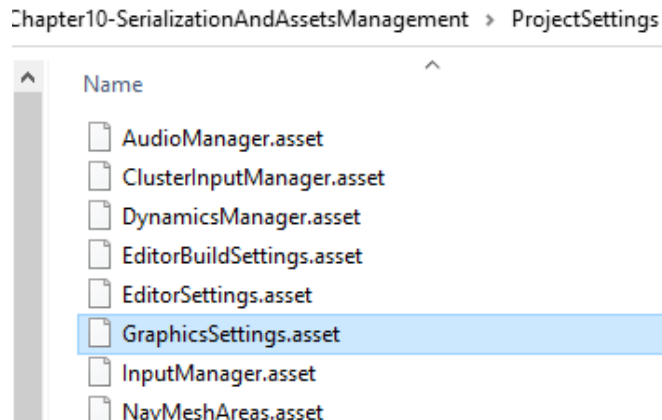 Chapter10-SerializationAndAssetsManagement > ProjectSettings
Name
AudioManager.asset
ClusterInputManager.asset
DynamicsManager.asset
EditorBuildSettings.asset
EditorSettings.asset
GraphicsSettings.asset
InputManager.asset
NavMeshAreas.asset